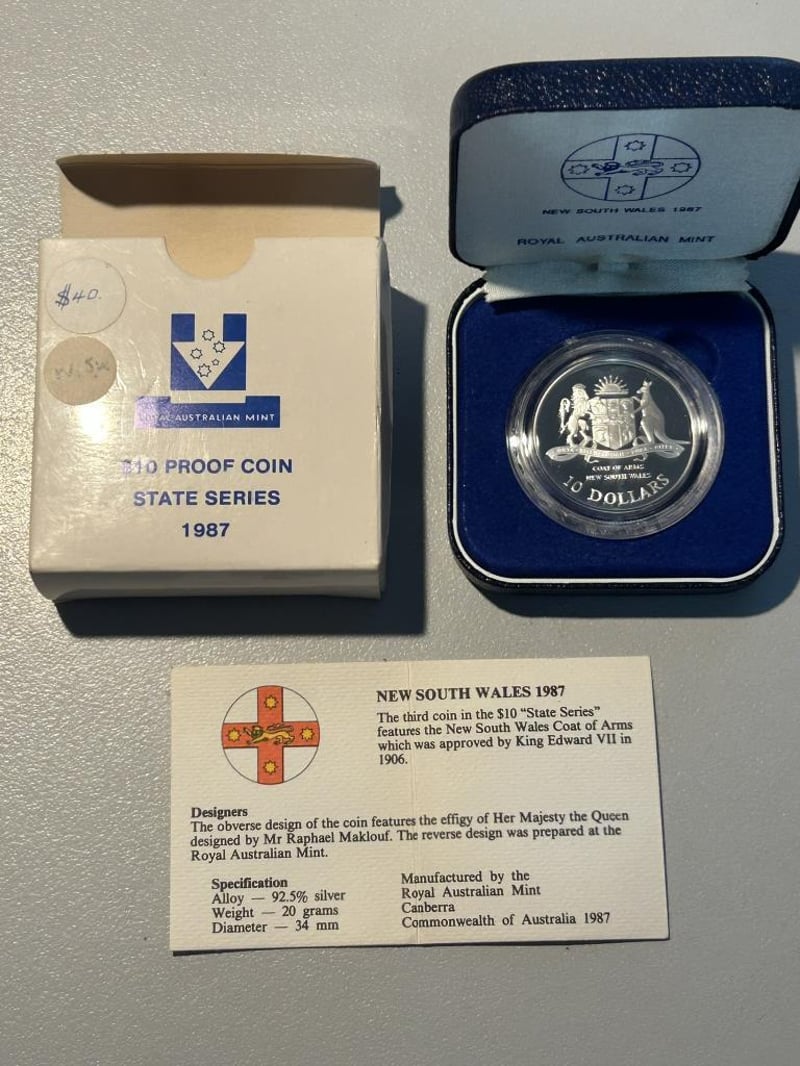 $40.
N.S.W
ROYAL AUSTRALIAN MINT
$10 PROOF COIN
STATE SERIES
1987
NEW SOUTH WALES 1987
ROYAL AUSTRALIAN MINT
COAT OF ARMS
NEW SOUTH WALES
10 DOLLARS
NEW SOUTH WALES 1987
The third coin in the $10 “State Series”
features the New South Wales Coat of Arms
which was approved by King Edward VII in
1906.
Designers
The obverse design of the coin features the effigy of Her Majesty the Queen
designed by Mr Raphael Maklouf. The reverse design was prepared at the
Royal Australian Mint.
Specification
Alloy — 92.5% silver
Weight — 20 grams
Diameter — 34 mm
Manufactured by the
Royal Australian Mint
Canberra
Commonwealth of Australia 1987